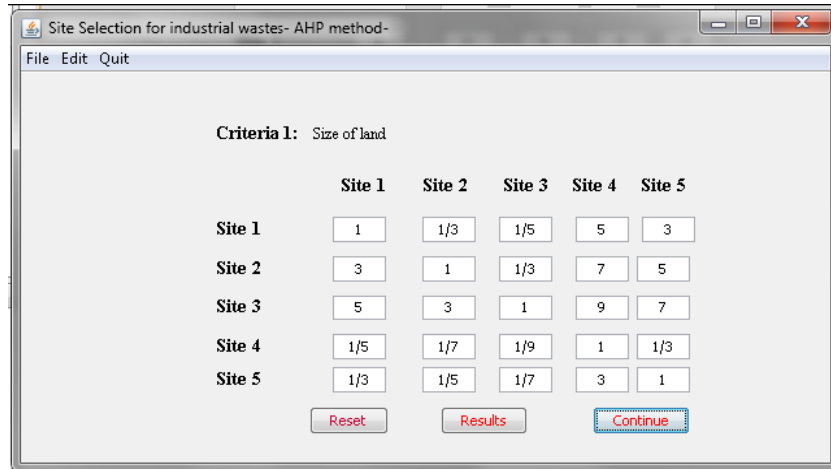 Site Selection for industrial wastes- AHP method-
File Edit Quit
Criteria 1: Size of land
Site 1 Site 2 Site 3 Site 4 Site 5
Site 1 1 1/3 1/5 5 3
Site 2 3 1 1/3 7 5
Site 3 5 3 1 9 7
Site 4 1/5 1/7 1/9 1 1/3
Site 5 1/3 1/5 1/7 3 1
Reset Results Continue